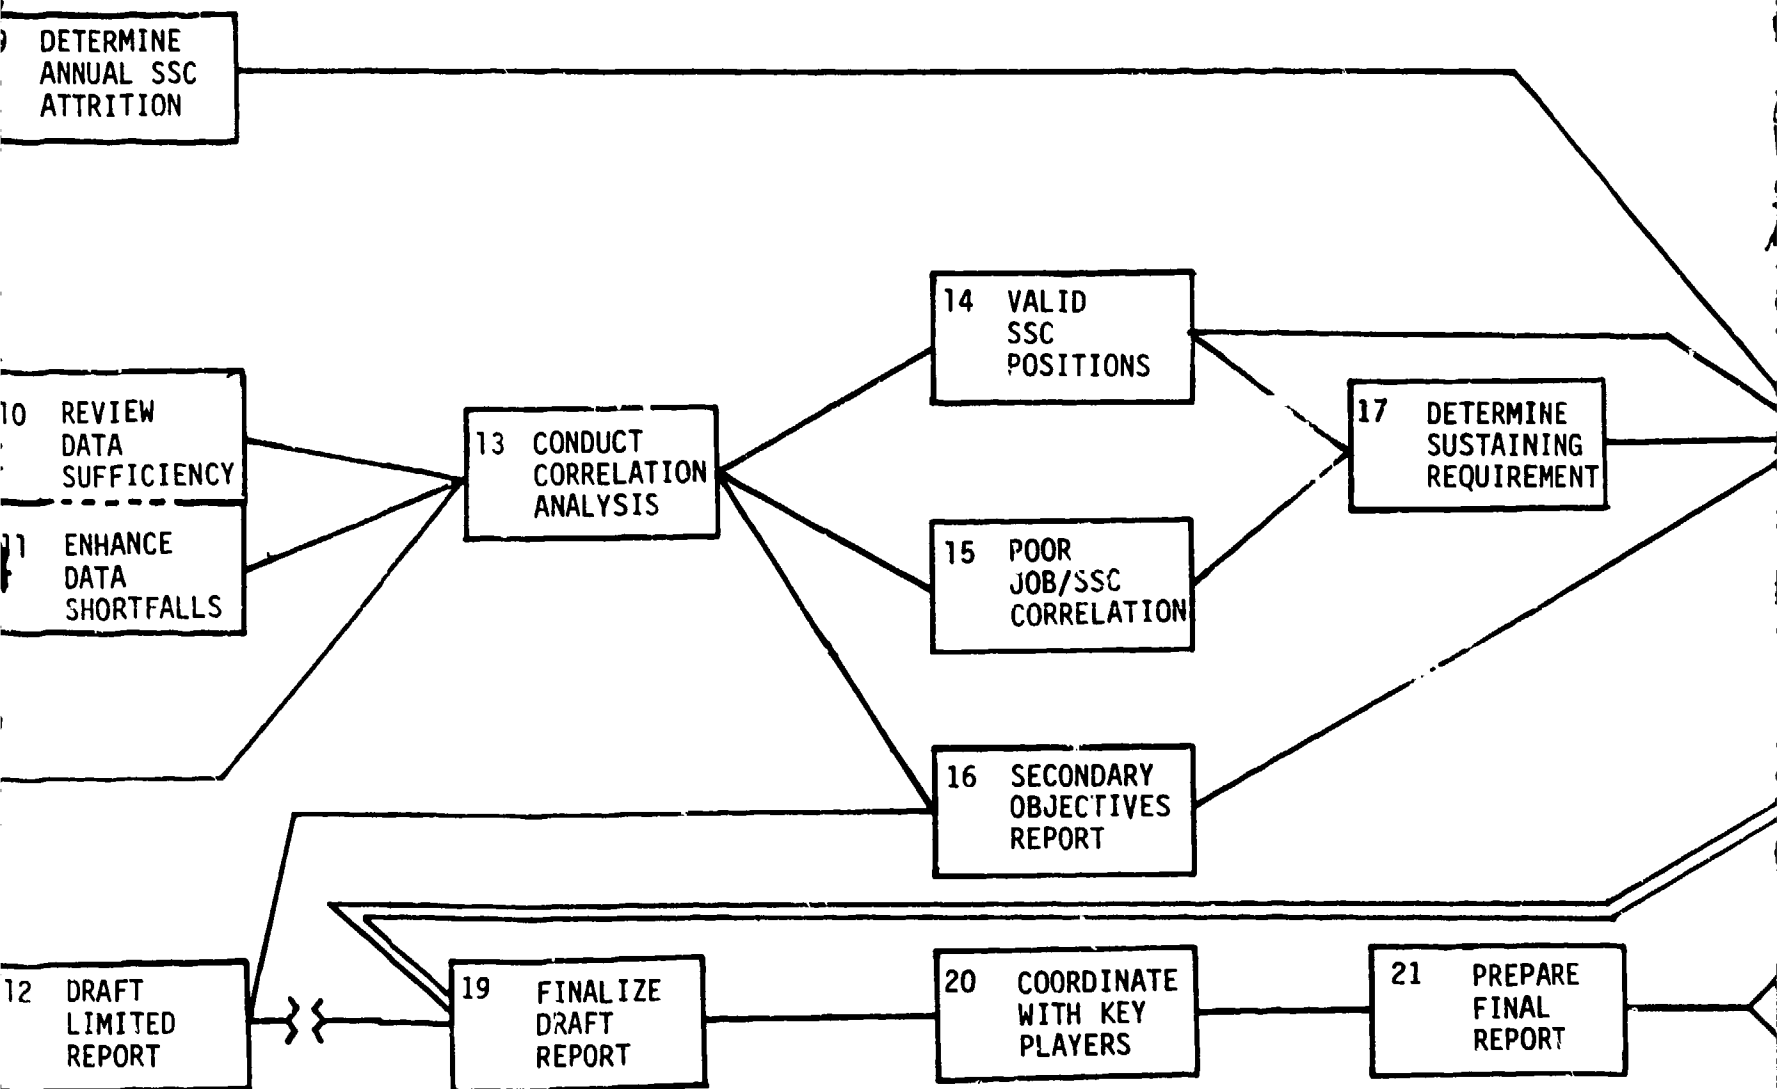 9 DETERMINE
ANNUAL SSC
ATTRITION
14 VALID
SSC
POSITIONS
10 REVIEW
DATA
SUFFICIENCY
13 CONDUCT
CORRELATION
ANALYSIS
17 DETERMINE
SUSTAINING
REQUIREMENT
11 ENHANCE
DATA
SHORTFALLS
15 POOR
JOB/SSC
CORRELATION
16 SECONDARY
OBJECTIVES
REPORT
12 DRAFT
LIMITED
REPORT
19 FINALIZE
DRAFT
REPORT
20 COORDINATE
WITH KEY
PLAYERS
21 PREPARE
FINAL
REPORT